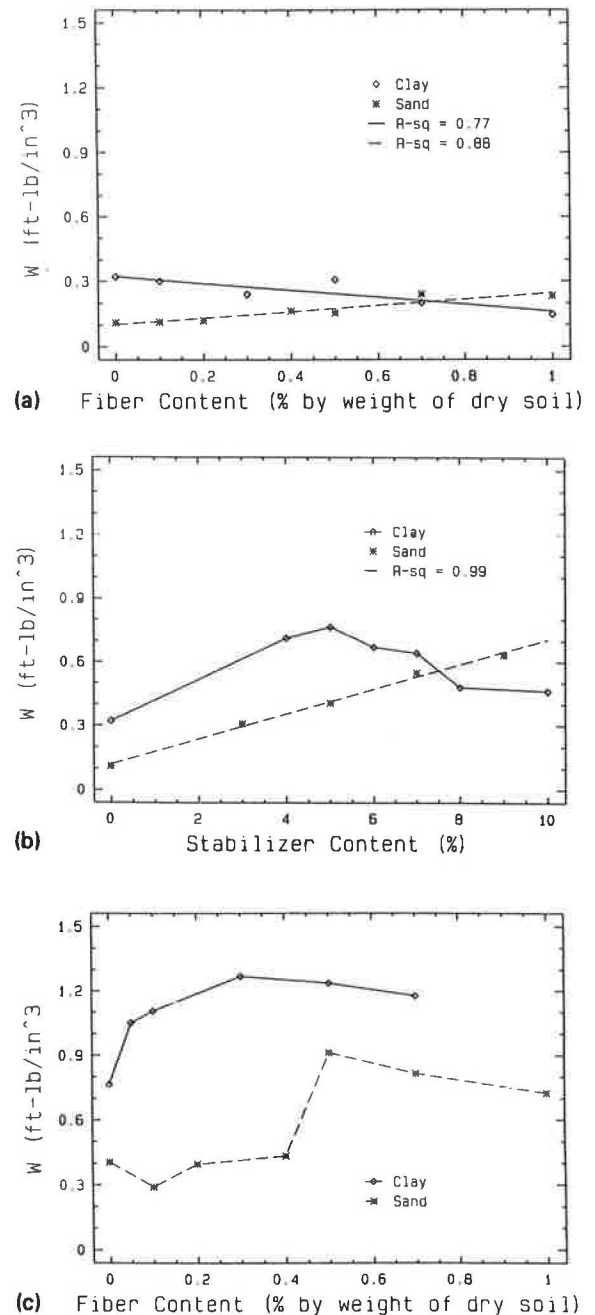 1.5
1.2
0.9
0.6
0.3
0
W (ft-lb/in^3)
Clay
Sand
R-sq = 0.77
R-sq = 0.88
0 0.2 0.4 0.6 0.8 1
(a) Fiber Content (% by weight of dry soil)
1.5
1.2
0.9
0.6
0.3
0
W (ft-lb/in^3)
Clay
Sand
R-sq = 0.99
0 2 4 6 8 10
(b) Stabilizer Content (%)
1.5
1.2
0.9
0.6
0.3
0
W (ft-lb/in^3)
Clay
Sand
0 0.2 0.4 0.6 0.8 1
(c) Fiber Content (% by weight of dry soil)